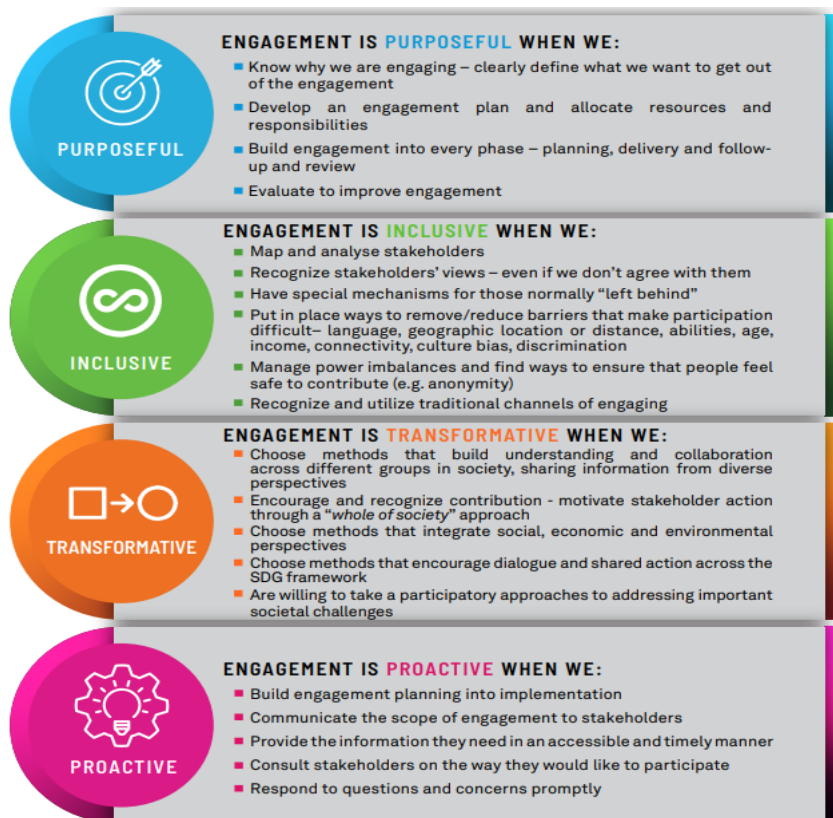 PURPOSEFUL
ENGAGEMENT IS PURPOSEFUL WHEN WE:
Know why we are engaging – clearly define what we want to get out
of the engagement
Develop an engagement plan and allocate resources and
responsibilities
Build engagement into every phase – planning, delivery and follow-
up and review
Evaluate to improve engagement
INCLUSIVE
ENGAGEMENT IS INCLUSIVE WHEN WE:
Map and analyse stakeholders
Recognize stakeholders’ views – even if we don’t agree with them
Have special mechanisms for those normally “left behind”
Put in place ways to remove/reduce barriers that make participation
difficult– language, geographic location or distance, abilities, age,
income, connectivity, culture bias, discrimination
Manage power imbalances and find ways to ensure that people feel
safe to contribute (e.g. anonymity)
Recognize and utilize traditional channels of engaging
TRANSFORMATIVE
ENGAGEMENT IS TRANSFORMATIVE WHEN WE:
Choose methods that build understanding and collaboration
across different groups in society, sharing information from diverse
perspectives
Encourage and recognize contribution - motivate stakeholder action
through a “whole of society” approach
Choose methods that integrate social, economic and environmental
perspectives
Choose methods that encourage dialogue and shared action across the
SDG framework
Are willing to take a participatory approaches to addressing important
societal challenges
PROACTIVE
ENGAGEMENT IS PROACTIVE WHEN WE:
Build engagement planning into implementation
Communicate the scope of engagement to stakeholders
Provide the information they need in an accessible and timely manner
Consult stakeholders on the way they would like to participate
Respond to questions and concerns promptly